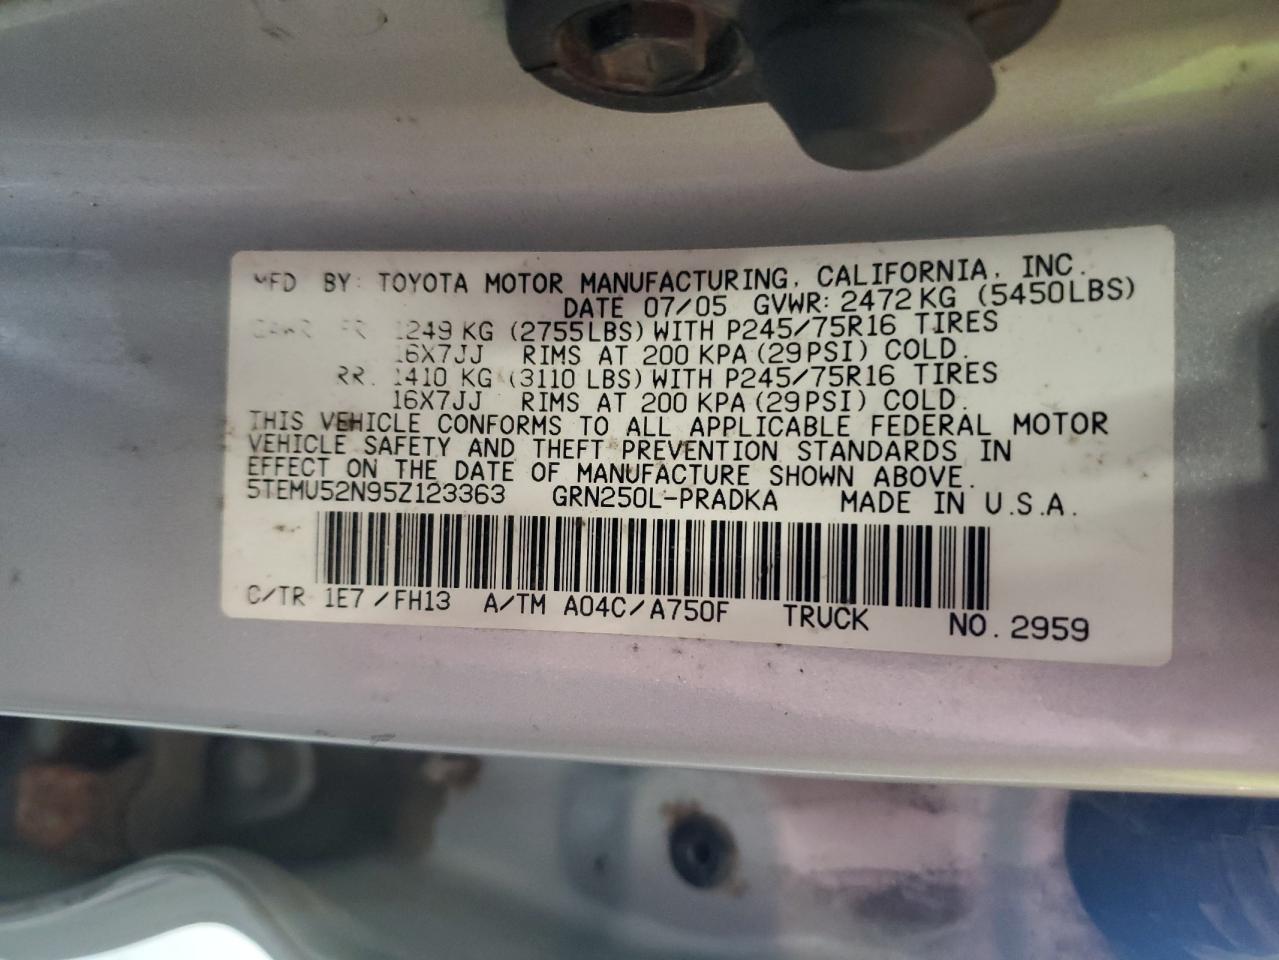 MFD BY: TOYOTA MOTOR MANUFACTURING, CALIFORNIA, INC.
DATE 07/05 GVWR: 2472 KG (5450LBS)
GAWR FR 1249 KG (2755LBS) WITH P245/75R16 TIRES
16X7JJ RIMS AT 200 KPA (29PSI) COLD.
RR. 1410 KG (3110 LBS) WITH P245/75R16 TIRES
16X7JJ RIMS AT 200 KPA (29PSI) COLD.
THIS VEHICLE CONFORMS TO ALL APPLICABLE FEDERAL MOTOR
VEHICLE SAFETY AND THEFT PREVENTION STANDARDS IN
EFFECT ON THE DATE OF MANUFACTURE SHOWN ABOVE.
5TEMU52N95Z123363 GRN250L-PRADKA MADE IN U.S.A.
C/TR 1E7 /FH13 A/TM A04C/A750F TRUCK NO. 2959